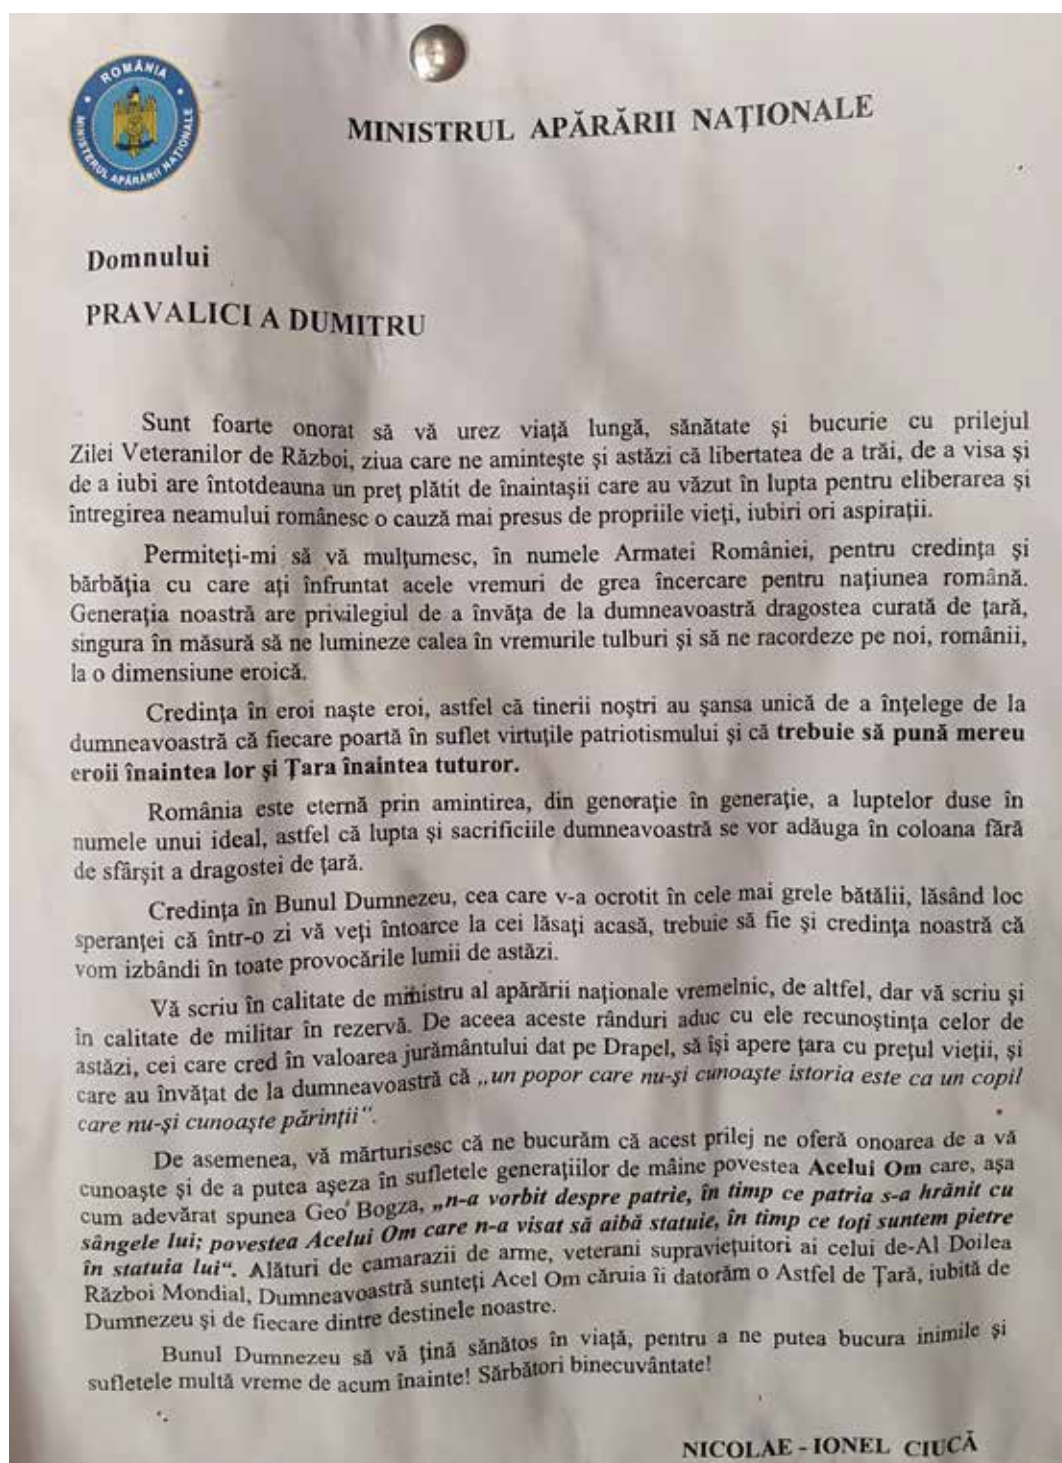 ROMÂNIA
MINISTERUL APĂRĂRII NAȚIONALE
MINISTRUL APĂRĂRII NAȚIONALE
Domnului
PRAVALICI A DUMITRU
Sunt foarte onorat să vă urez viață lungă, sănătate și bucurie cu prilejul
Zilei Veteranilor de Război, ziua care ne amintește și astăzi că libertatea de a trăi, de a visa și
de a iubi are întotdeauna un preț plătit de înaintașii care au văzut în lupta pentru eliberarea și
întregirea neamului românesc o cauză mai presus de propriile vieți, iubiri ori aspirații.
Permiteți-mi să vă mulțumesc, în numele Armatei României, pentru credința și
bărbăția cu care ați înfruntat acele vremuri de grea încercare pentru națiunea română.
Generația noastră are privilegiul de a învăța de la dumneavoastră dragostea curată de țară,
singura în măsură să ne lumineze calea în vremurile tulburi și să ne racordeze pe noi, românii,
la o dimensiune eroică.
Credința în eroi naște eroi, astfel că tinerii noștri au șansa unică de a înțelege de la
dumneavoastră că fiecare poartă în suflet virtuțile patriotismului și că trebuie să pună mereu
eroii înaintea lor și Țara înaintea tuturor.
România este eternă prin amintirea, din generație în generație, a luptelor duse în
numele unui ideal, astfel că lupta și sacrificiile dumneavoastră se vor adăuga în coloana fără
de sfârșit a dragostei de țară.
Credința în Bunul Dumnezeu, cea care v-a ocrotit în cele mai grele bătălii, lăsând loc
speranței că într-o zi vă veți întoarce la cei lăsați acasă, trebuie să fie și credința noastră că
vom izbândi în toate provocările lumii de astăzi.
Vă scriu în calitate de ministru al apărării naționale vremelnic, de altfel, dar vă scriu și
în calitate de militar în rezervă. De aceea aceste rânduri aduc cu ele recunoștința celor de
astăzi, cei care cred în valoarea jurământului dat pe Drapel, să își apere țara cu prețul vieții, și
care au învățat de la dumneavoastră că „un popor care nu-și cunoaște istoria este ca un copil
care nu-și cunoaște părinții“.
De asemenea, vă mărturisesc că ne bucurăm că acest prilej ne oferă onoarea de a vă
cunoaște și de a putea așeza în sufletele generațiilor de mâine povestea Acelui Om care, așa
cum adevărat spunea Geo Bogza, „n-a vorbit despre patrie, în timp ce patria s-a hrănit cu
sângele lui; povestea Acelui Om care n-a visat să aibă statuie, în timp ce toți suntem pietre
în statuia lui“. Alături de camarazii de arme, veterani supraviețuitori ai celui de-Al Doilea
Război Mondial, Dumneavoastră sunteți Acel Om căruia îi datorăm o Astfel de Țară, iubită de
Dumnezeu și de fiecare dintre destinele noastre.
Bunul Dumnezeu să vă țină sănătos în viață, pentru a ne putea bucura inimile și
sufletele multă vreme de acum înainte! Sărbători binecuvântate!
NICOLAE - IONEL CIUCĂ